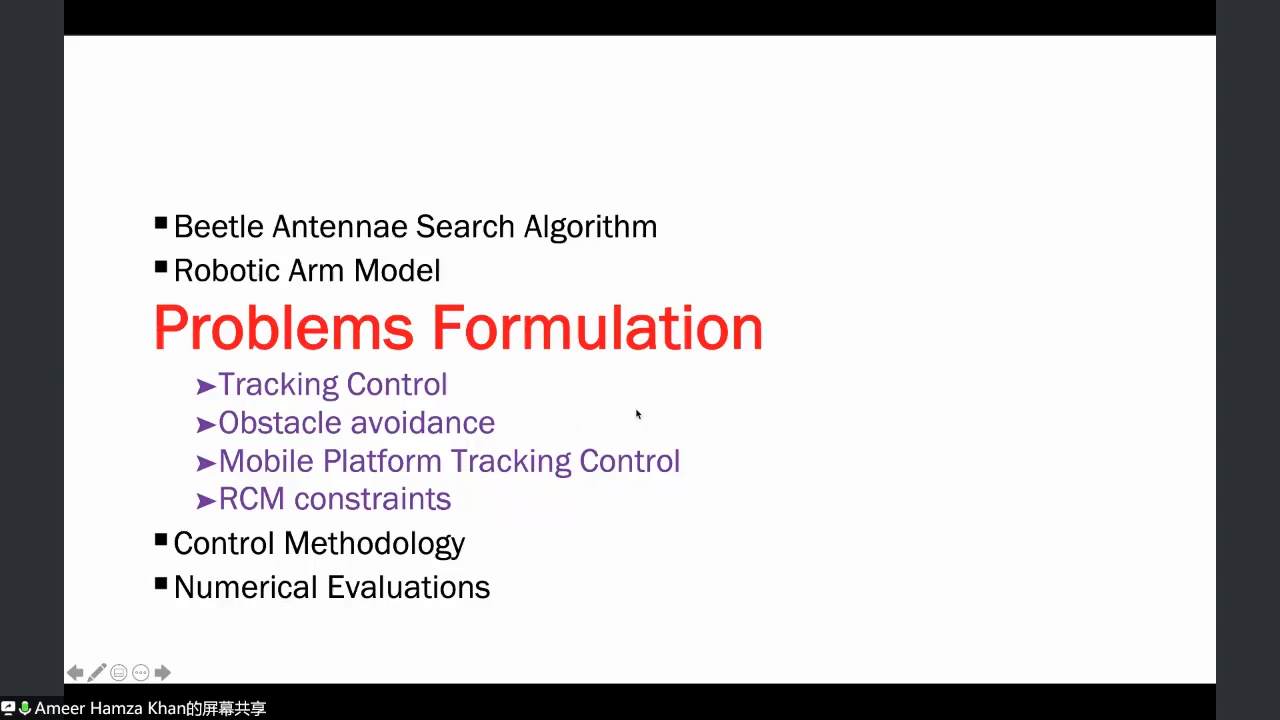 ▪Beetle Antennae Search Algorithm
▪Robotic Arm Model
Problems Formulation
➤Tracking Control
➤Obstacle avoidance
➤Mobile Platform Tracking Control
➤RCM constraints
▪Control Methodology
▪Numerical Evaluations
Ameer Hamza Khan的屏幕共享